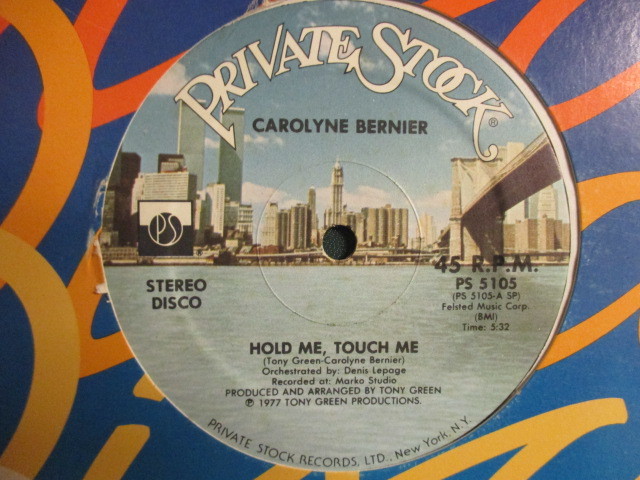 PRIVATE STOCK®
CAROLYNE BERNIER
PS
STEREO
DISCO
45 R.P.M.
PS 5105
(PS 5105-A SP)
Felsted Music Corp.
(BMI)
Time: 5:32
HOLD ME, TOUCH ME
(Tony Green-Carolyne Bernier)
Orchestrated by: Denis Lepage
Recorded at: Marko Studio
PRODUCED AND ARRANGED BY TONY GREEN
℗ 1977 TONY GREEN PRODUCTIONS.
PRIVATE STOCK RECORDS, LTD., New York, N.Y.